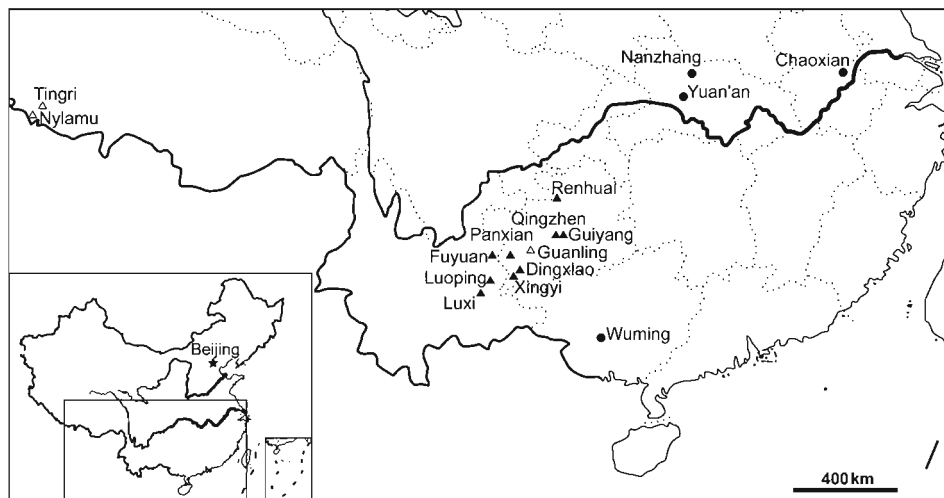 Nanzhang
Chaoxian
Tingri
Nylamu
Yuan'an
Renhuai
Qingzhen
Panxian
Guiyang
Fuyuan
Guanling
Dingxiao
Luoping
Xingyi
Luxi
Wuming
Beijing
400 km